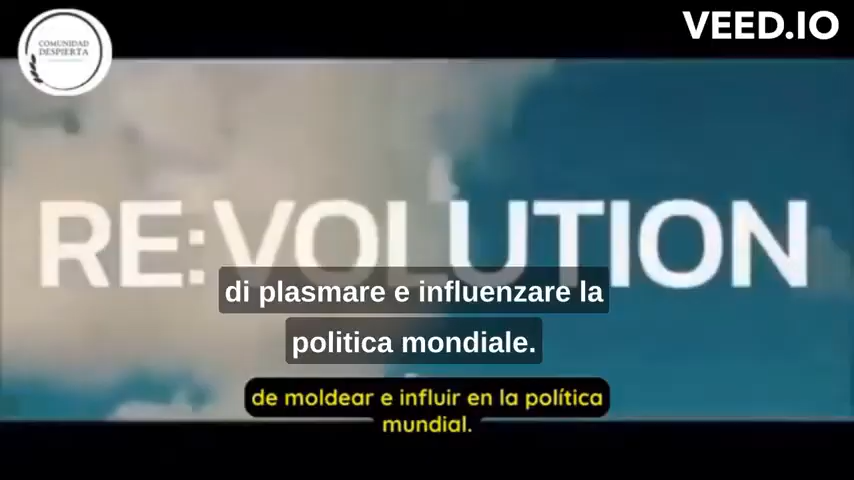 COMUNIDAD
DESPIERTA
VEED.IO
RE:VOLUTION
di plasmare e influenzare la
politica mondiale.
de moldear e influir en la política
mundial.